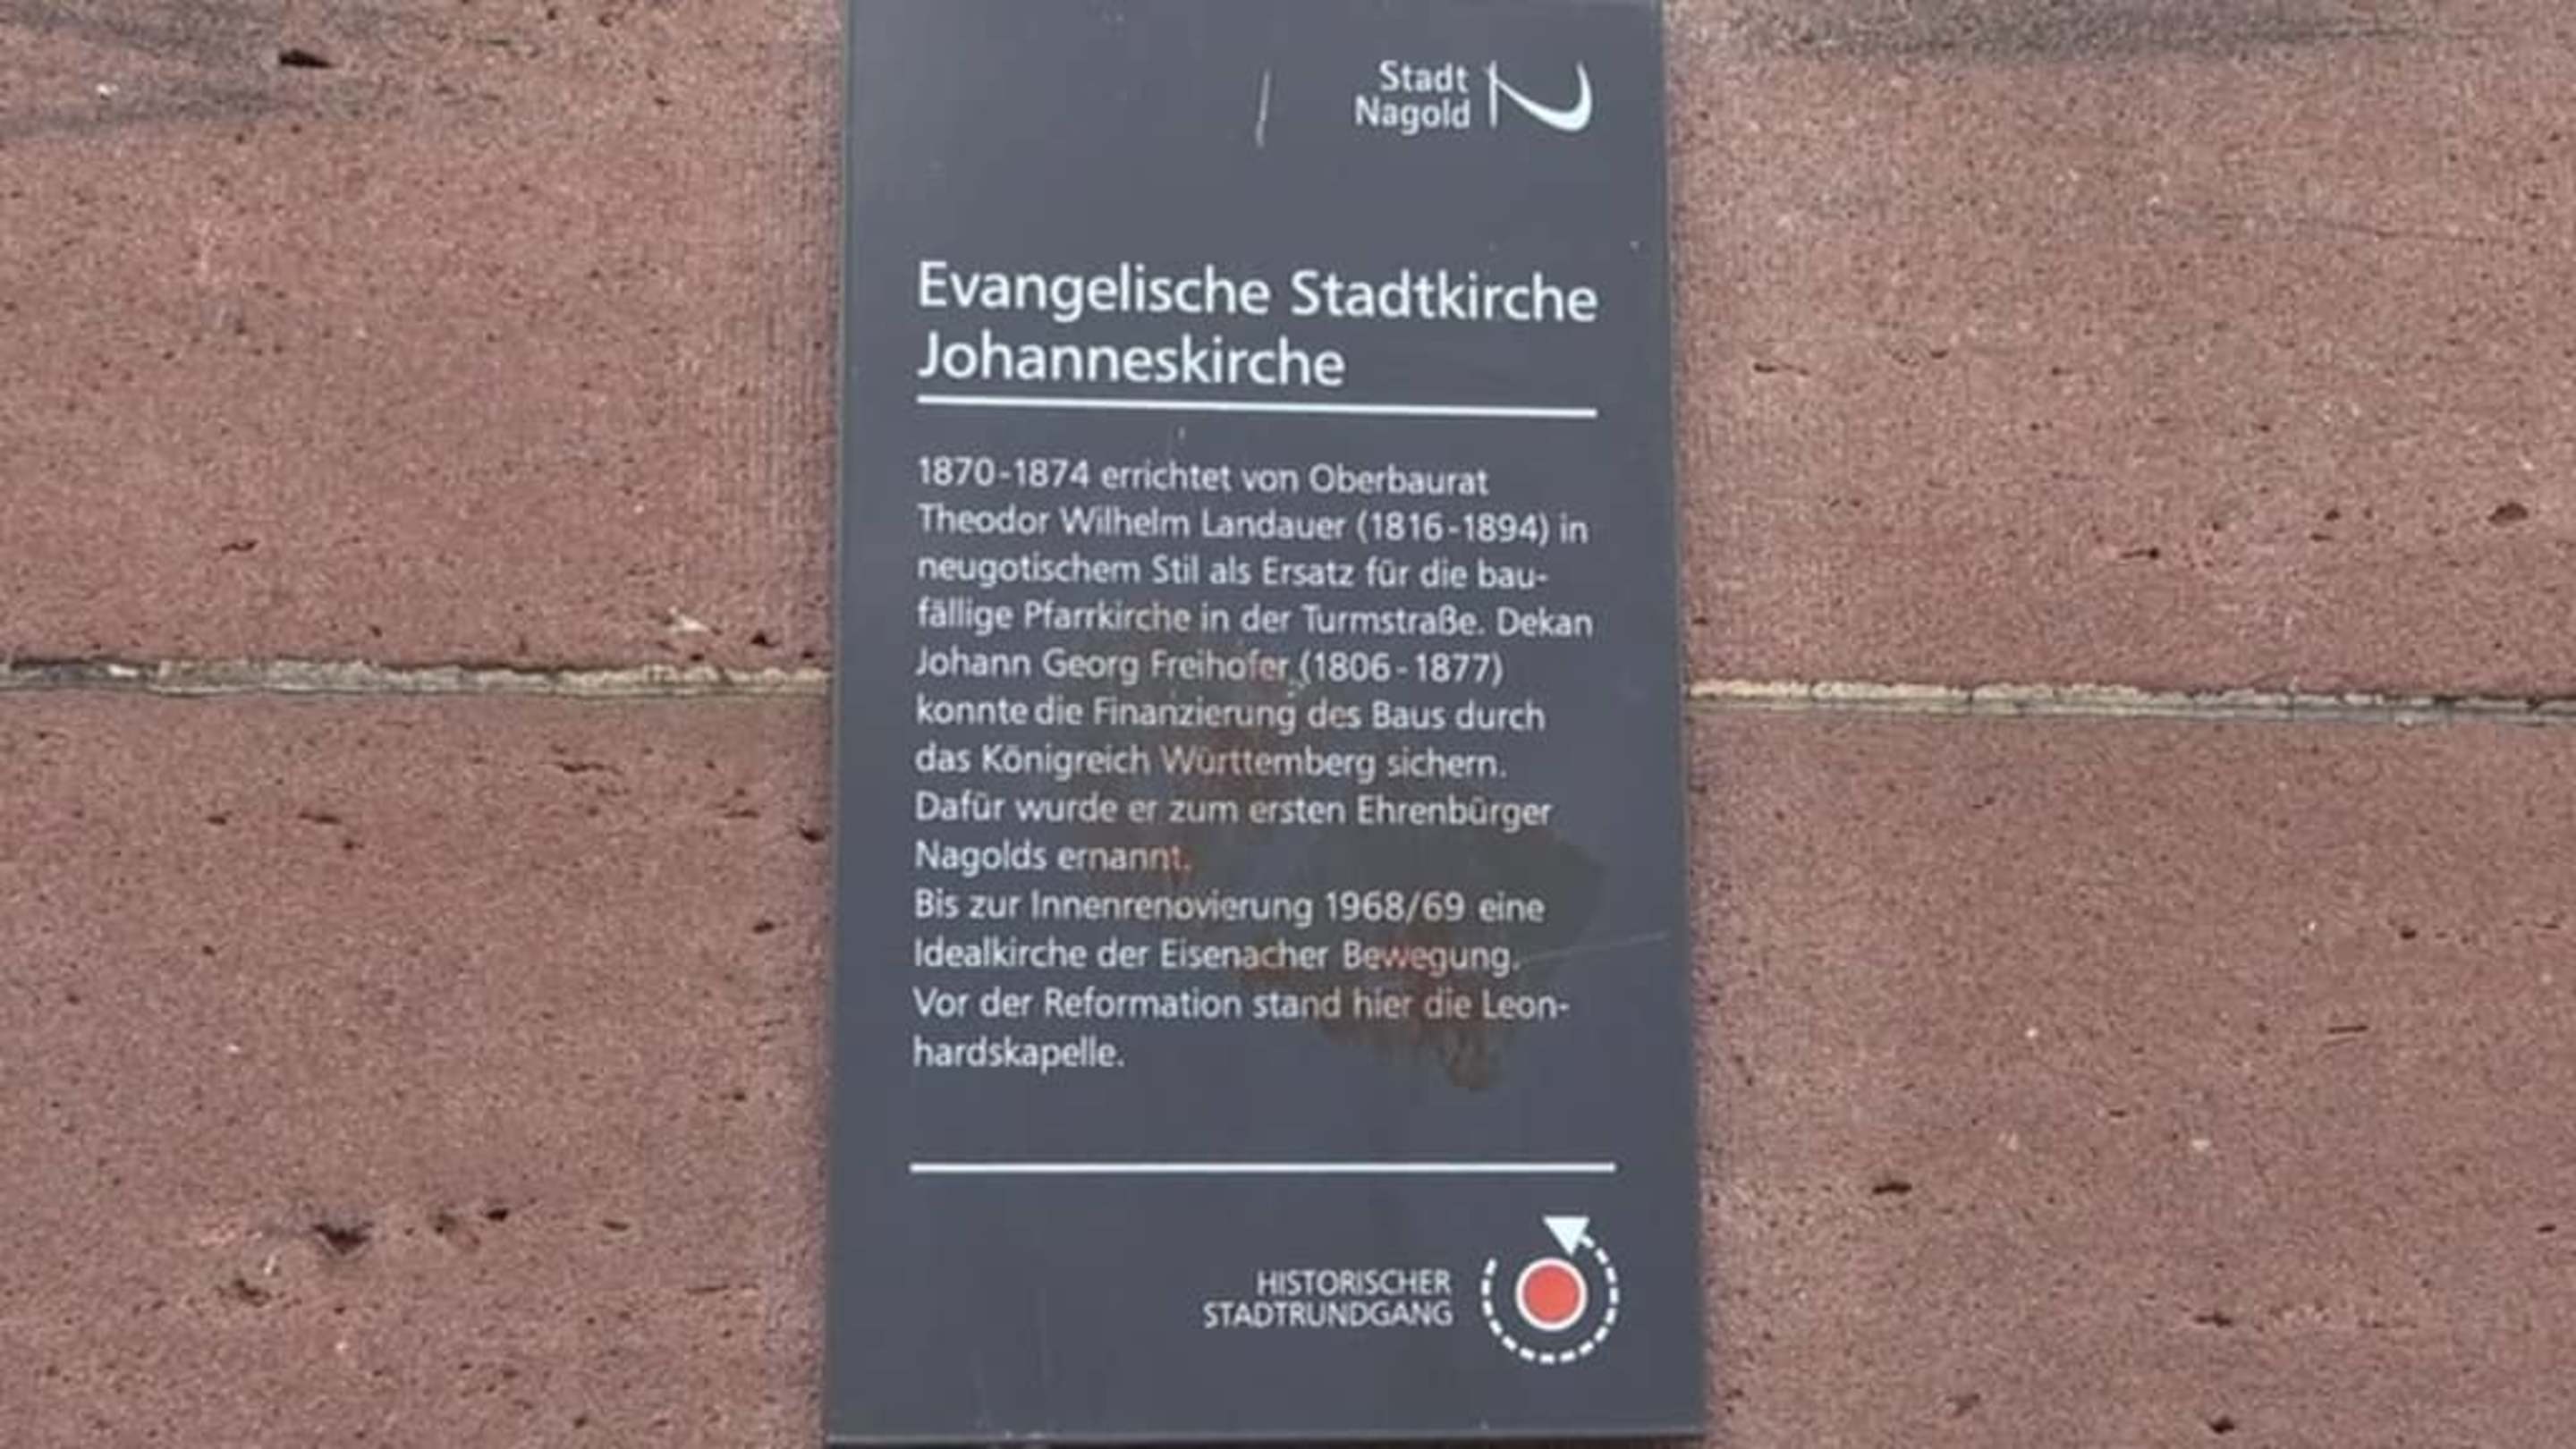 Stadt
Nagold
Evangelische Stadtkirche
Johanneskirche
1870-1874 errichtet von Oberbaurat
Theodor Wilhelm Landauer (1816-1894) in
neugotischem Stil als Ersatz für die bau-
fällige Pfarrkirche in der Turmstraße. Dekan
Johann Georg Freihofer (1806-1877)
konnte die Finanzierung des Baus durch
das Königreich Württemberg sichern.
Dafür wurde er zum ersten Ehrenbürger
Nagolds ernannt.
Bis zur Innenrenovierung 1968/69 eine
Idealkirche der Eisenacher Bewegung.
Vor der Reformation stand hier die Leon-
hardskapelle.
HISTORISCHER
STADTRUNDGANG